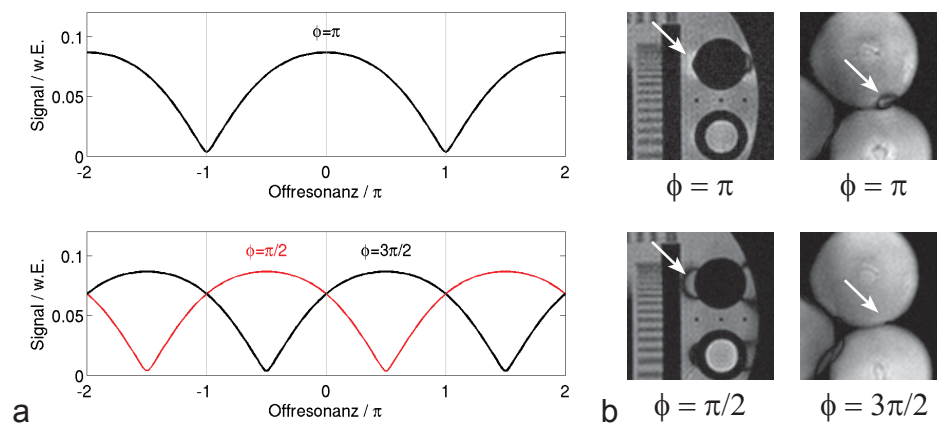 ϕ=π
Signal / w.E.
0.1
0.05
0
-2 -1 0 1 2
Offresonanz / π
ϕ=π/2 ϕ=3π/2
Signal / w.E.
0.1
0.05
0
-2 -1 0 1 2
Offresonanz / π
a
ϕ = π ϕ = π
ϕ = π/2 ϕ = 3π/2
b